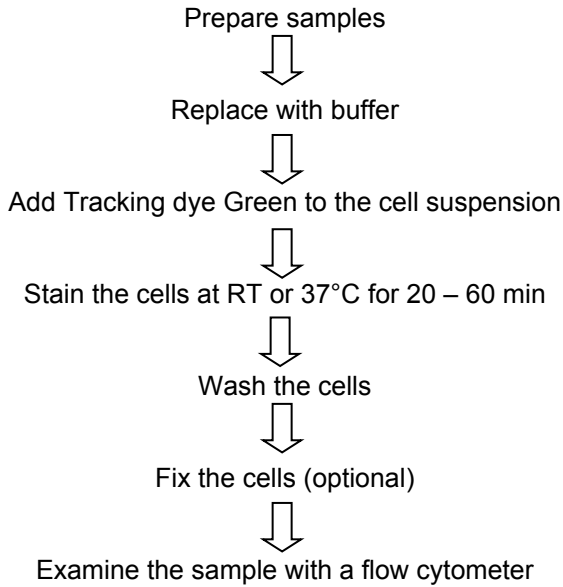 Prepare samples
Replace with buffer
Add Tracking dye Green to the cell suspension
Stain the cells at RT or 37°C for 20 – 60 min
Wash the cells
Fix the cells (optional)
Examine the sample with a flow cytometer